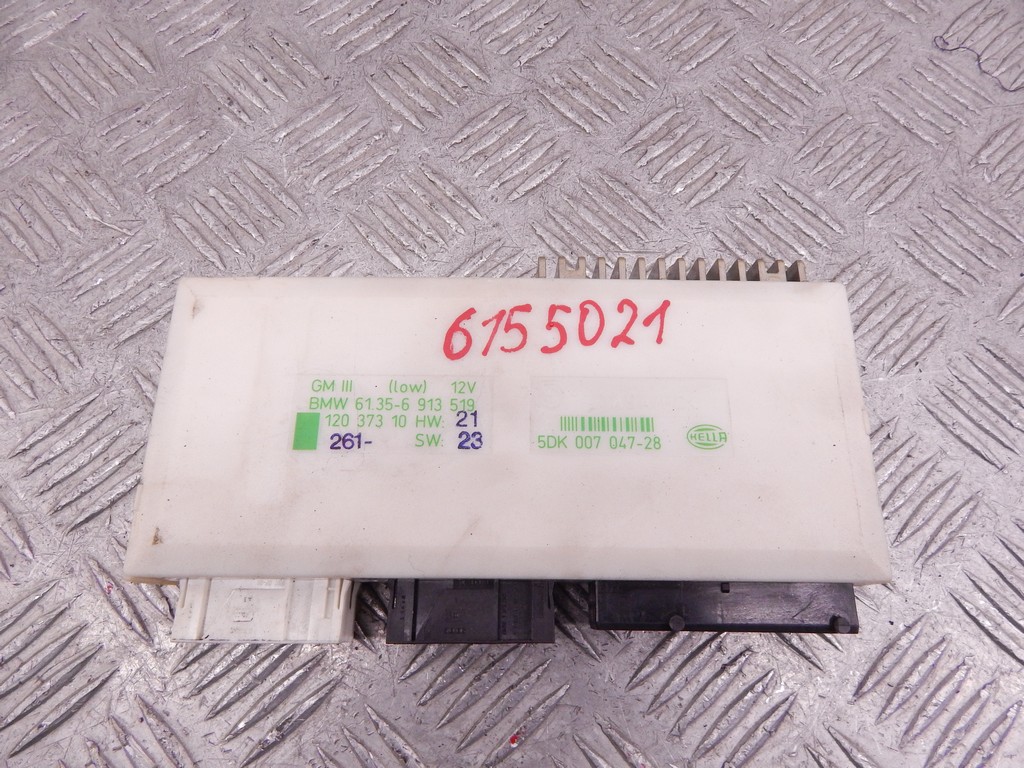 6155021
GM III (low) 12V
BMW 61.35-6 913 519
120 373 10 HW: 21
261- SW: 23
5DK 007 047-28
HELLA